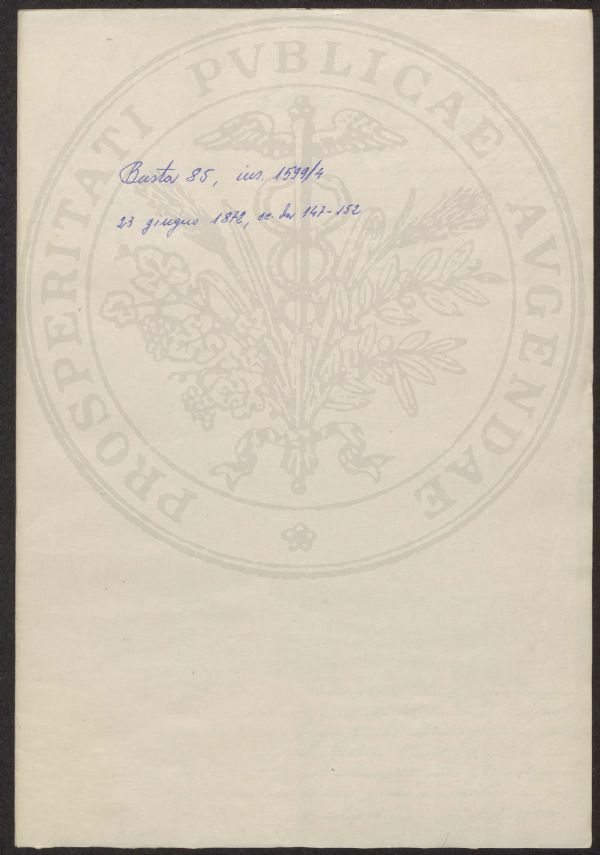 PROSPERITATI PVBLICAE AVGENDAE
Busta 85, ins. 1599/4
23 giugno 1872, cc. da 147-152